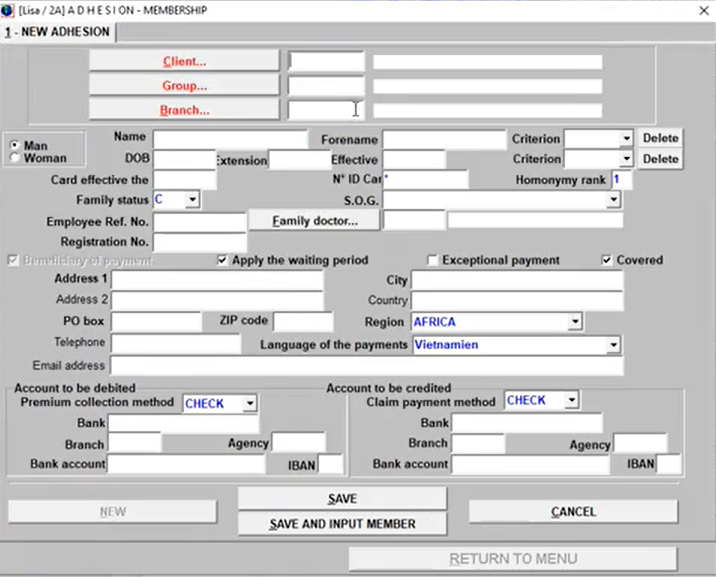 [Lisa / 2A] A D H E S I O N - MEMBERSHIP
1 - NEW ADHESION
Client...
Group...
Branch...
Man
Woman
Name
Forename
Criterion
Delete
DOB
Extension
Effective
Criterion
Delete
Card effective the
N° ID Car *
Homonymy rank 1
Family status C
S.O.G.
Employee Ref. No.
Family doctor...
Registration No.
Beneficiary of payment
Apply the waiting period
Exceptional payment
Covered
Address 1
City
Address 2
Country
PO box
ZIP code
Region AFRICA
Telephone
Language of the payments Vietnamien
Email address
Account to be debited
Account to be credited
Premium collection method CHECK
Claim payment method CHECK
Bank
Bank
Branch
Agency
Branch
Agency
Bank account
IBAN
Bank account
IBAN
NEW
SAVE
SAVE AND INPUT MEMBER
CANCEL
RETURN TO MENU